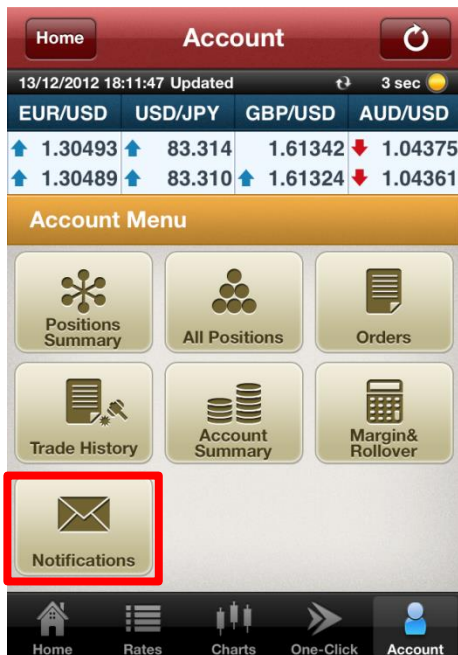 Home Account
13/12/2012 18:11:47 Updated 3 sec
EUR/USD USD/JPY GBP/USD AUD/USD
1.30493 83.314 1.61342 1.04375
1.30489 83.310 1.61324 1.04361
Account Menu
Positions
Summary
All Positions
Orders
Trade History
Account
Summary
Margin&
Rollover
Notifications
Home Rates Charts One-Click Account